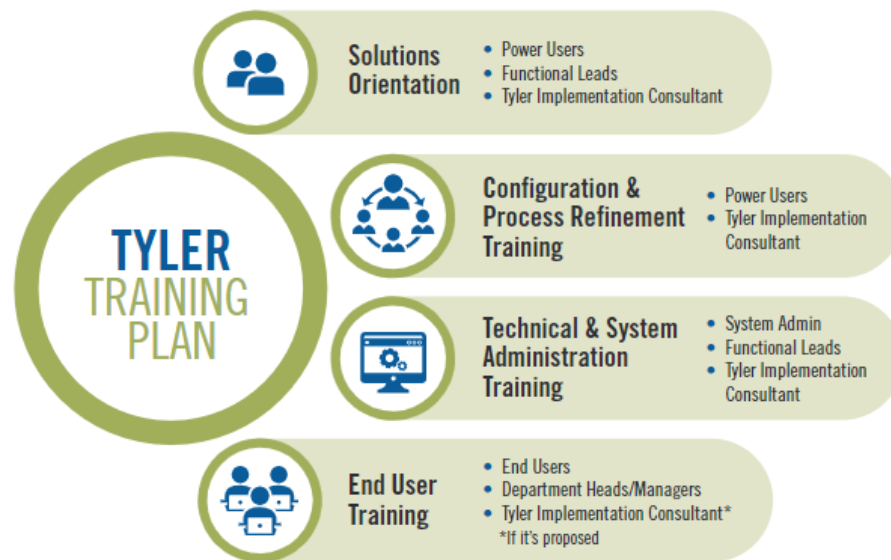 TYLER
TRAINING
PLAN
Solutions
Orientation
• Power Users
• Functional Leads
• Tyler Implementation Consultant
Configuration &
Process Refinement
Training
• Power Users
• Tyler Implementation
Consultant
Technical & System
Administration
Training
• System Admin
• Functional Leads
• Tyler Implementation
Consultant
End User
Training
• End Users
• Department Heads/Managers
• Tyler Implementation Consultant*
*If it's proposed